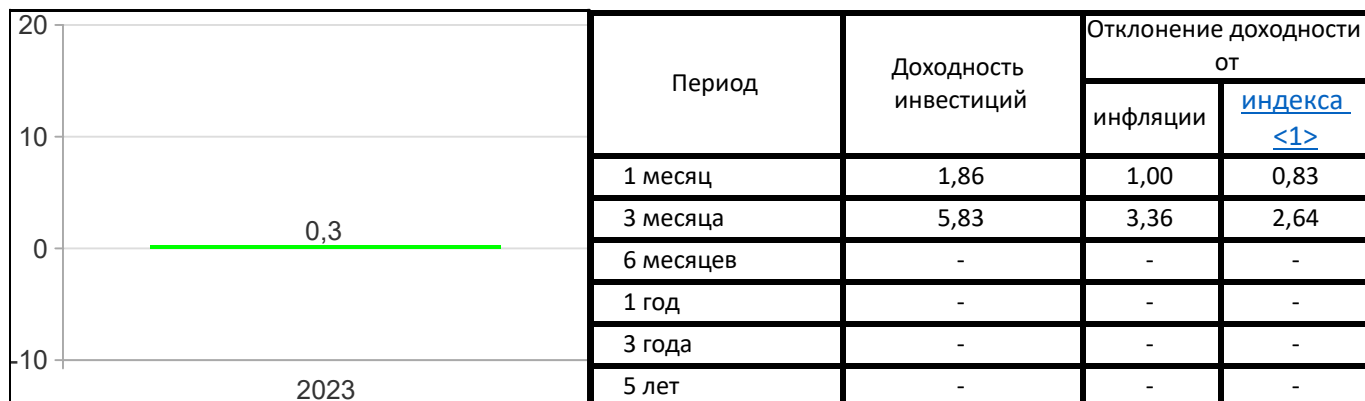 20
10
0
-10
0,3
2023
Период
Доходность
инвестиций
Отклонение доходности
от
инфляции
индекса
<1>
1 месяц 1,86 1,00 0,83
3 месяца 5,83 3,36 2,64
6 месяцев - - -
1 год - - -
3 года - - -
5 лет - - -